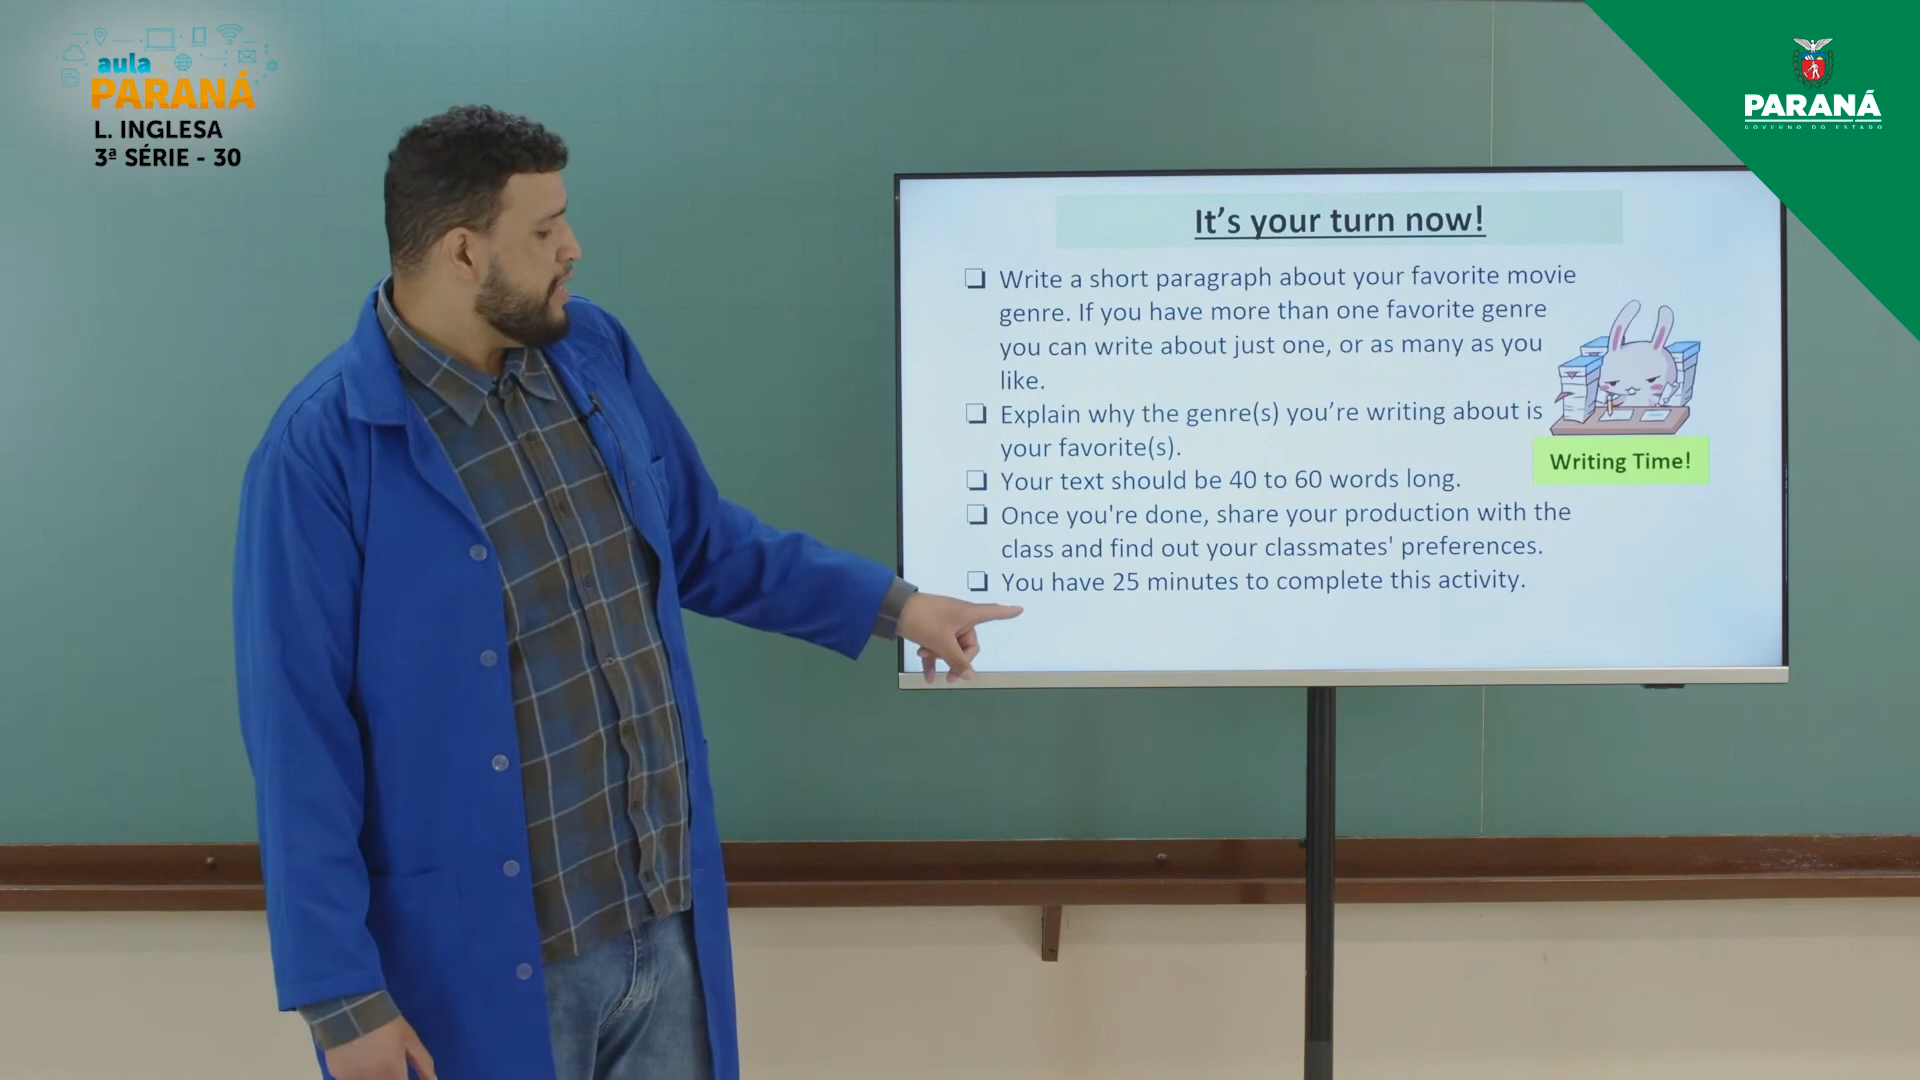 aula
PARANÁ
L. INGLESA
3ª SÉRIE - 30
PARANÁ
GOVERNO DO ESTADO
It's your turn now!
Write a short paragraph about your favorite movie
genre. If you have more than one favorite genre
you can write about just one, or as many as you
like.
Explain why the genre(s) you're writing about is
your favorite(s).
Your text should be 40 to 60 words long.
Once you're done, share your production with the
class and find out your classmates' preferences.
You have 25 minutes to complete this activity.
Writing Time!